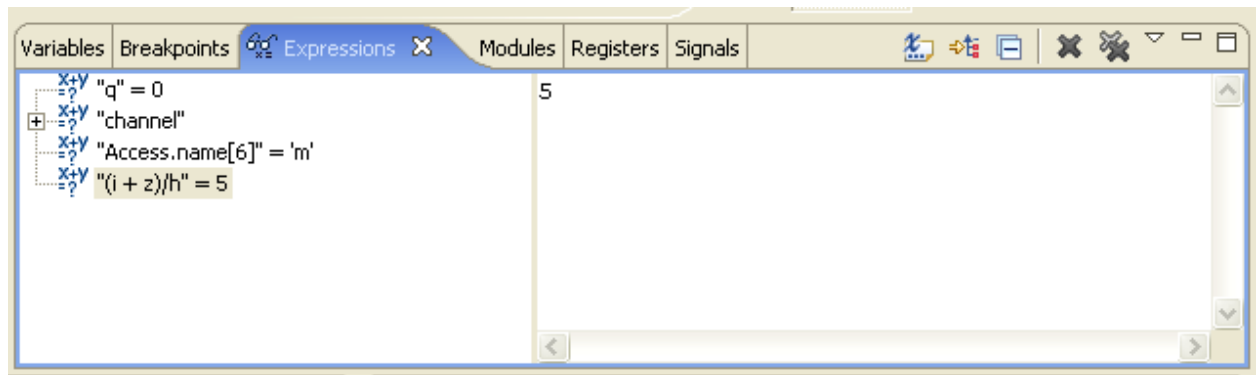 Variables Breakpoints Expressions Modules Registers Signals
"q" = 0
"channel"
"Access.name[6]" = 'm'
"(i + z)/h" = 5
5